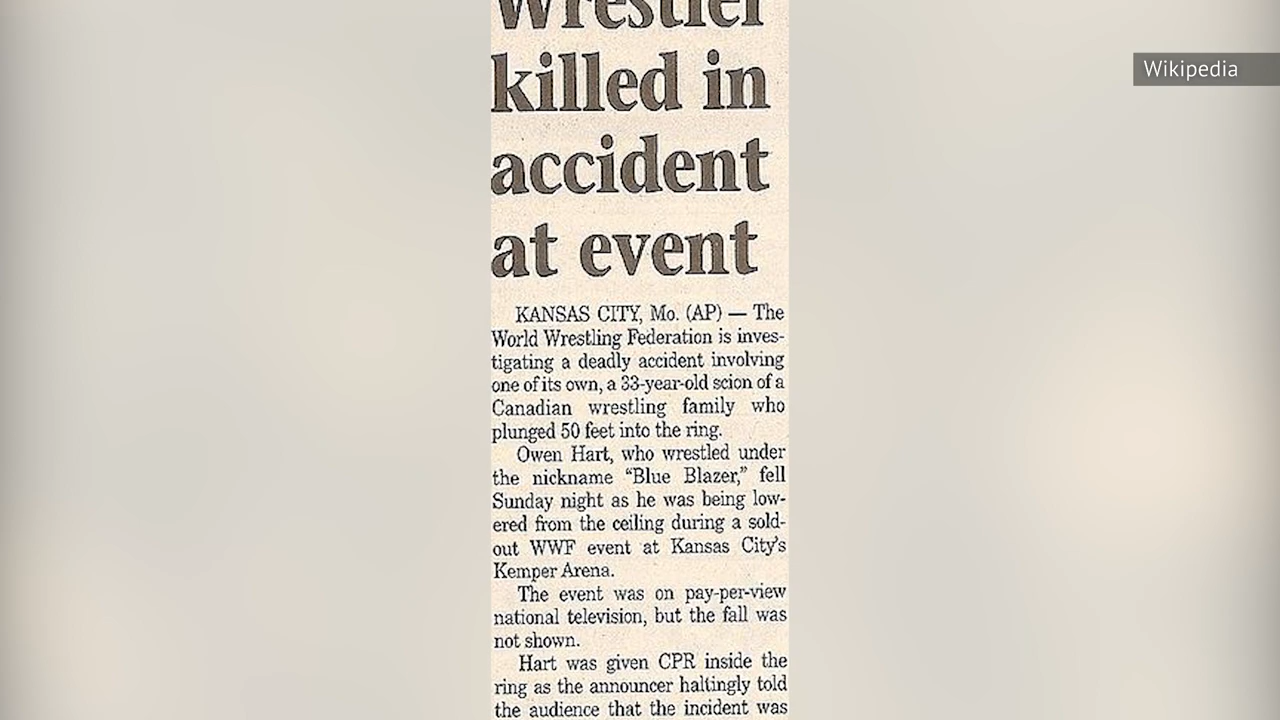 Wrestler
killed in
accident
at event
Wikipedia
KANSAS CITY, Mo. (AP) — The
World Wrestling Federation is inves-
tigating a deadly accident involving
one of its own, a 33-year-old scion of a
Canadian wrestling family who
plunged 50 feet into the ring.
Owen Hart, who wrestled under
the nickname “Blue Blazer,” fell
Sunday night as he was being low-
ered from the ceiling during a sold-
out WWF event at Kansas City’s
Kemper Arena.
The event was on pay-per-view
national television, but the fall was
not shown.
Hart was given CPR inside the
ring as the announcer haltingly told
the audience that the incident was